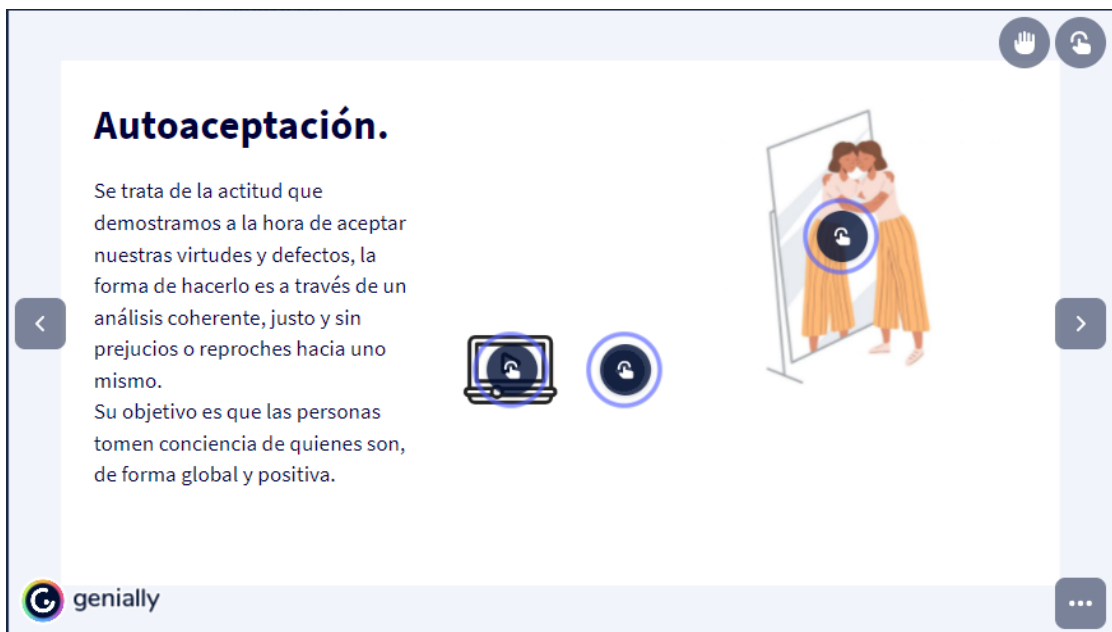 Autoaceptación.
Se trata de la actitud que
demostramos a la hora de aceptar
nuestras virtudes y defectos, la
forma de hacerlo es a través de un
análisis coherente, justo y sin
prejucios o reproches hacia uno
mismo.
Su objetivo es que las personas
tomen conciencia de quienes son,
de forma global y positiva.
genially